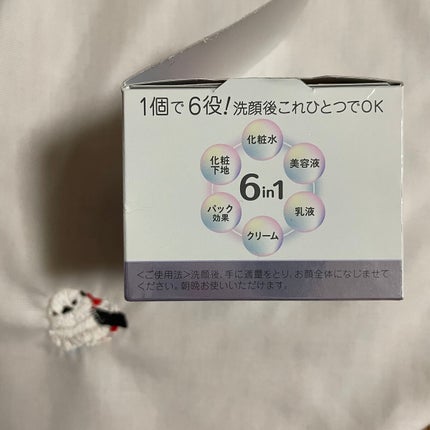 1個で6役!洗顔後これひとつでOK
化粧水
化粧
下地
美容液
6in1
パック
効果
乳液
クリーム
<ご使用法>洗顔後、手に適量をとり、お顔全体になじませて
ください。朝晩お使いいただけます。